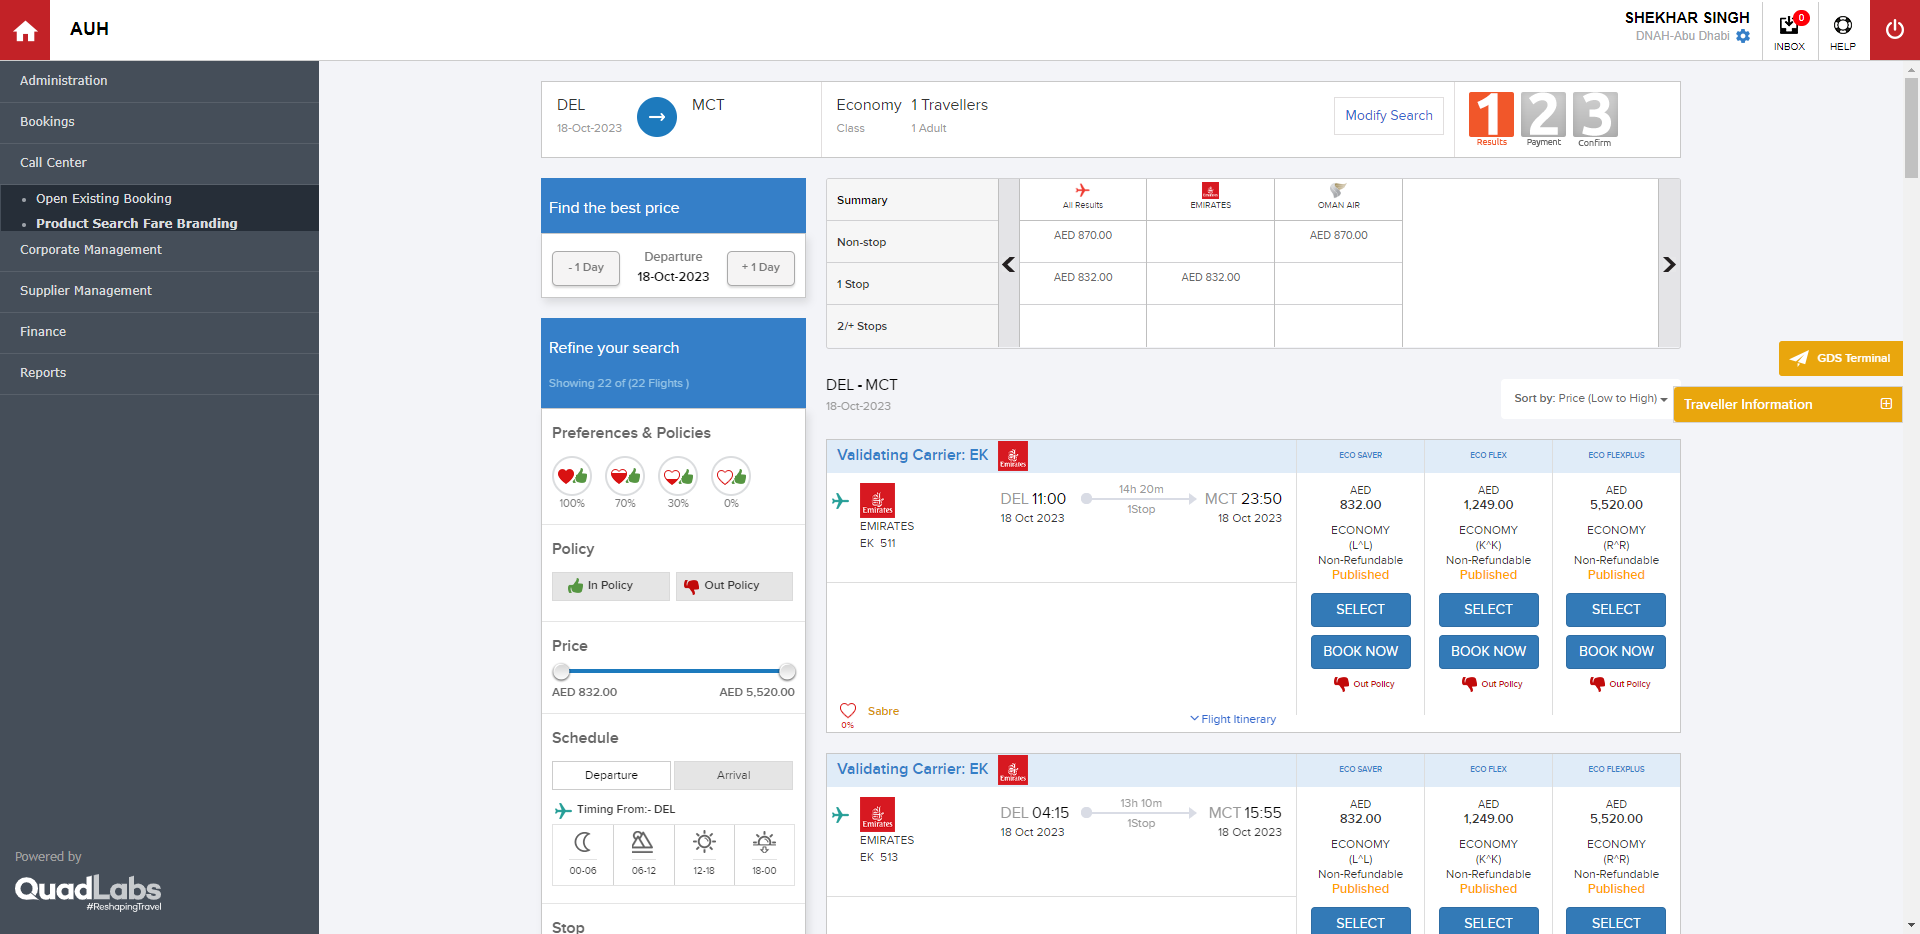 AUH
SHEKHAR SINGH
DNAH-Abu Dhabi
0
INBOX
HELP
Administration
Bookings
Call Center
Open Existing Booking
Product Search Fare Branding
Corporate Management
Supplier Management
Finance
Reports
Powered by
QuadLabs
#ReshapingTravel
DEL
MCT
18-Oct-2023
Economy 1 Travellers
Class 1 Adult
Modify Search
1 2 3
Results Payment Confirm
Find the best price
- 1 Day
Departure
18-Oct-2023
+ 1 Day
Refine your search
Showing 22 of (22 Flights )
Preferences & Policies
100% 70% 30% 0%
Policy
In Policy
Out Policy
Price
AED 832.00 AED 5,520.00
Schedule
Departure Arrival
Timing From:- DEL
00-06 06-12 12-18 18-00
Stop
Summary All Results EMIRATES OMAN AIR
Non-stop AED 870.00 AED 870.00
1 Stop AED 832.00 AED 832.00
2/+ Stops
GDS Terminal
DEL - MCT
18-Oct-2023
Sort by: Price (Low to High)
Traveller Information
Validating Carrier: EK
Emirates
ECO SAVER ECO FLEX ECO FLEXPLUS
Emirates
EMIRATES
EK 511
DEL 11:00
18 Oct 2023
14h 20m
1Stop
MCT 23:50
18 Oct 2023
AED AED AED
832.00 1,249.00 5,520.00
ECONOMY ECONOMY ECONOMY
(L^L) (K^K) (R^R)
Non-Refundable Non-Refundable Non-Refundable
Published Published Published
SELECT SELECT SELECT
BOOK NOW BOOK NOW BOOK NOW
Out Policy Out Policy Out Policy
0%
Sabre
Flight Itinerary
Validating Carrier: EK
Emirates
ECO SAVER ECO FLEX ECO FLEXPLUS
Emirates
EMIRATES
EK 513
DEL 04:15
18 Oct 2023
13h 10m
1Stop
MCT 15:55
18 Oct 2023
AED AED AED
832.00 1,249.00 5,520.00
ECONOMY ECONOMY ECONOMY
(L^L) (K^K) (R^R)
Non-Refundable Non-Refundable Non-Refundable
Published Published Published
SELECT SELECT SELECT